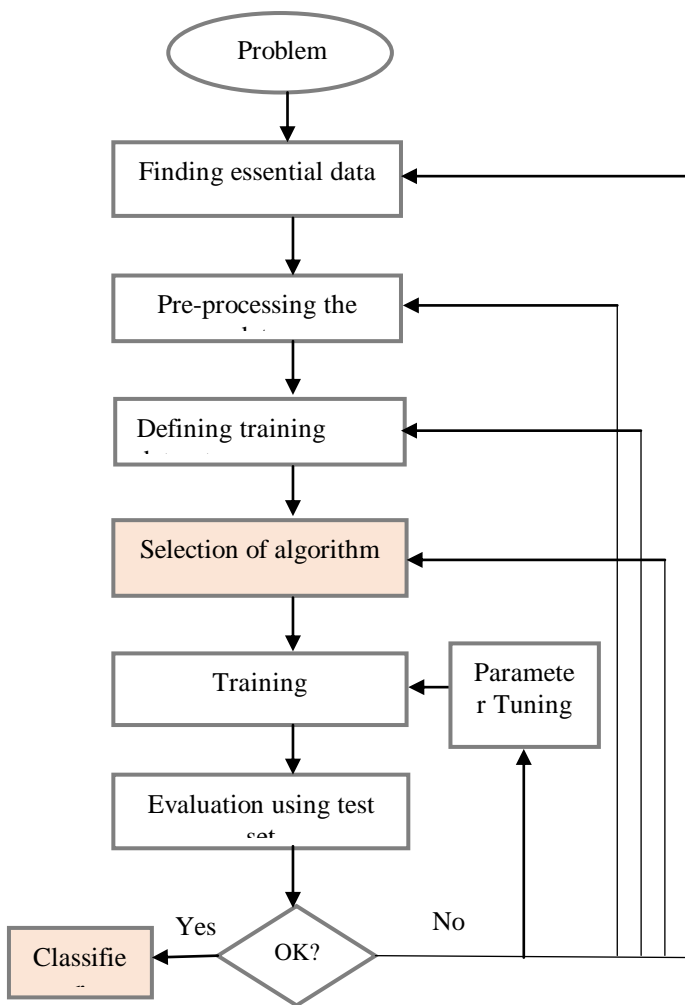 Problem
Finding essential data
Pre-processing the
Defining training
Selection of algorithm
Training
Paramete
r Tuning
Evaluation using test
set
Yes
No
OK?
Classifie